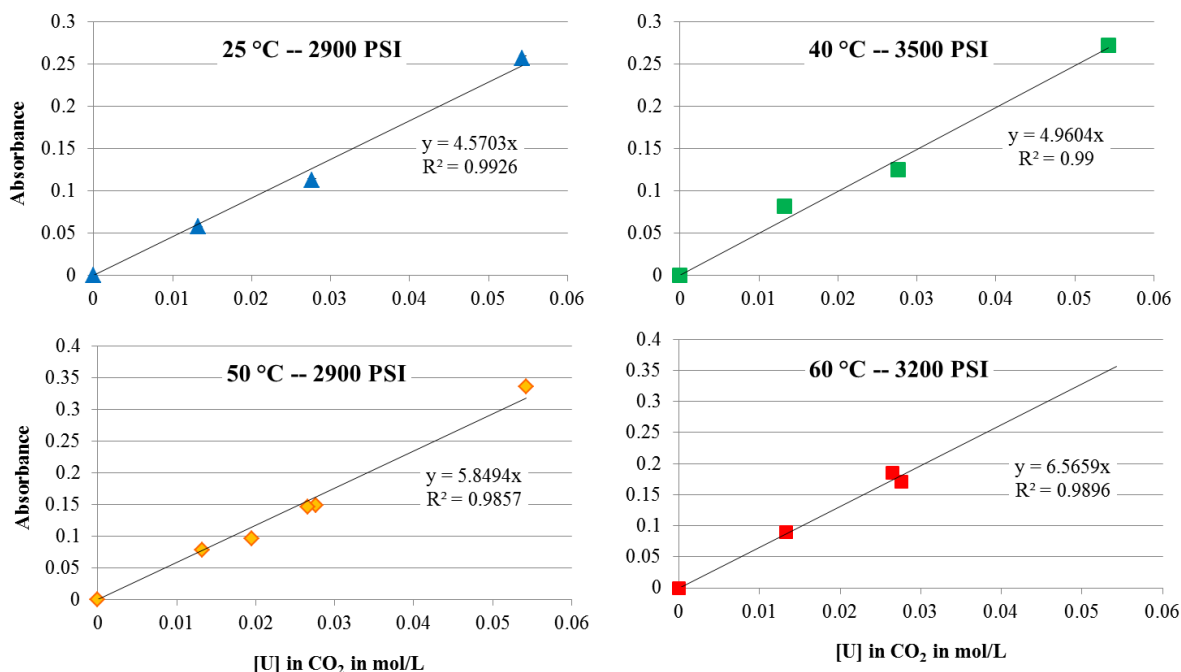 25 °C -- 2900 PSI
Absorbance
0.3
0.25
0.2
0.15
0.1
0.05
0
y = 4.5703x
R² = 0.9926
0 0.01 0.02 0.03 0.04 0.05 0.06
40 °C -- 3500 PSI
0.3
0.25
0.2
0.15
0.1
0.05
0
y = 4.9604x
R² = 0.99
0 0.01 0.02 0.03 0.04 0.05 0.06
50 °C -- 2900 PSI
Absorbance
0.4
0.35
0.3
0.25
0.2
0.15
0.1
0.05
0
y = 5.8494x
R² = 0.9857
0 0.01 0.02 0.03 0.04 0.05 0.06
[U] in CO₂ in mol/L
60 °C -- 3200 PSI
0.4
0.35
0.3
0.25
0.2
0.15
0.1
0.05
0
y = 6.5659x
R² = 0.9896
0 0.01 0.02 0.03 0.04 0.05 0.06
[U] in CO₂ in mol/L